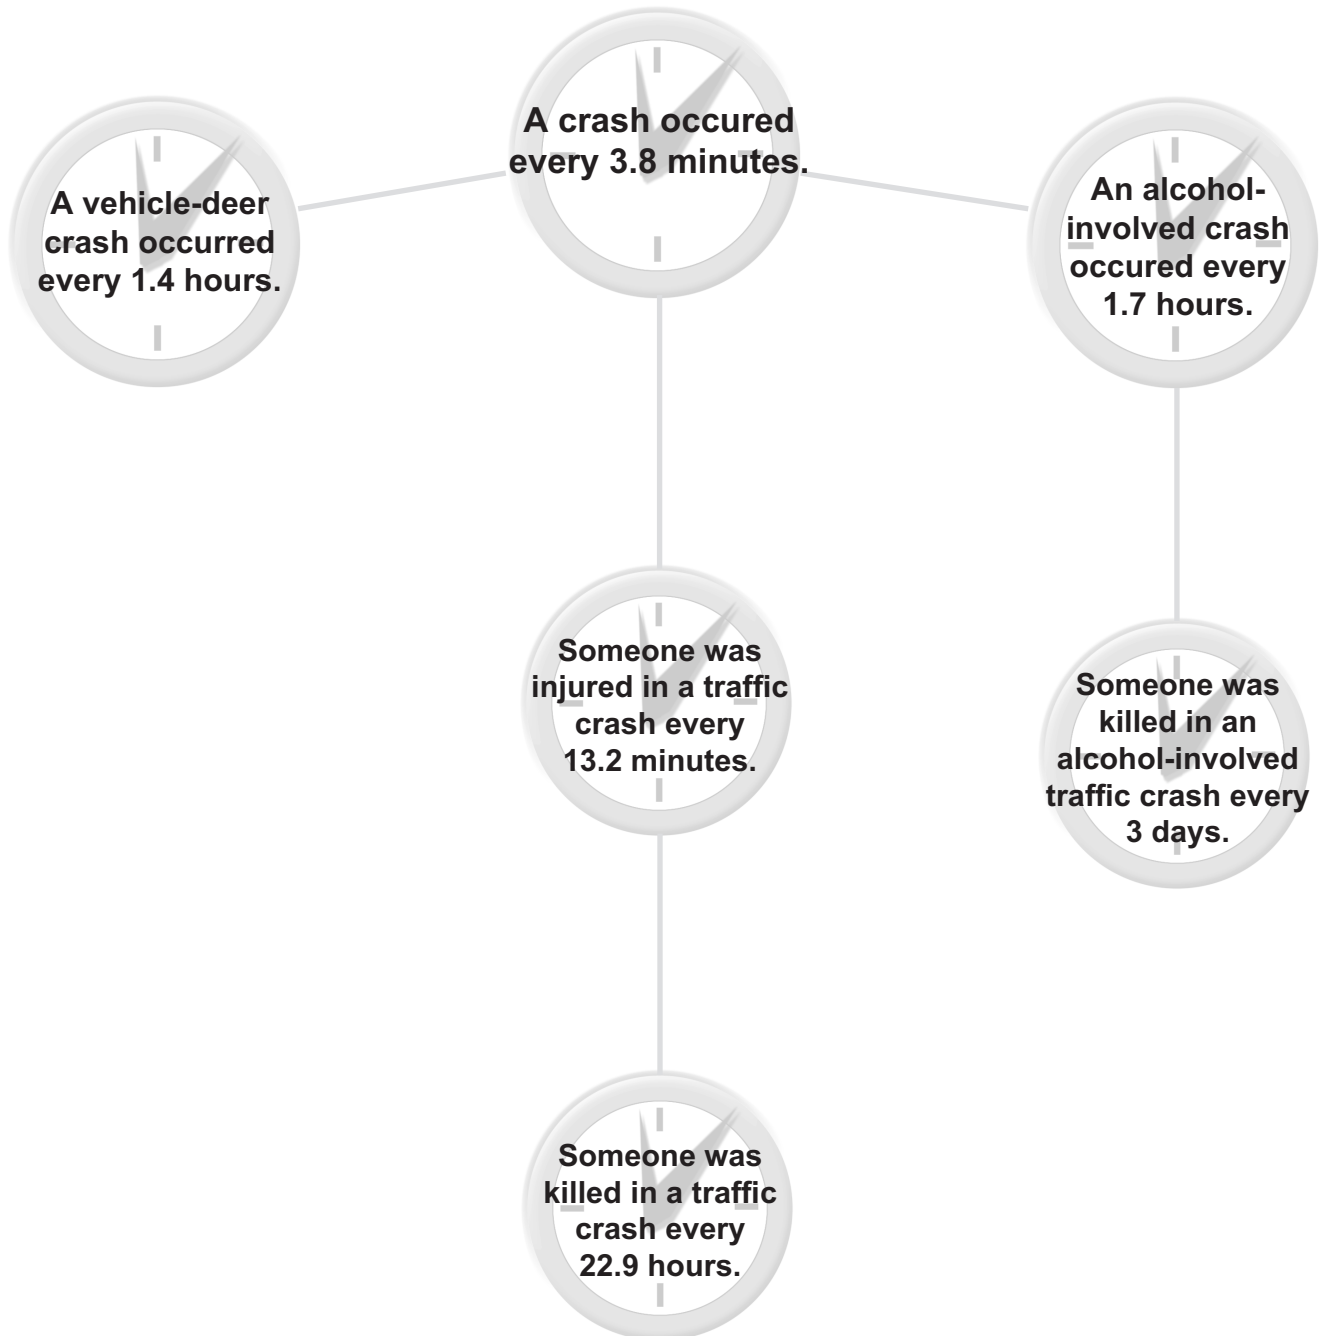 A crash occured
every 3.8 minutes.
A vehicle-deer
crash occurred
every 1.4 hours.
An alcohol-
involved crash
occured every
1.7 hours.
Someone was
injured in a traffic
crash every
13.2 minutes.
Someone was
killed in an
alcohol-involved
traffic crash every
3 days.
Someone was
killed in a traffic
crash every
22.9 hours.